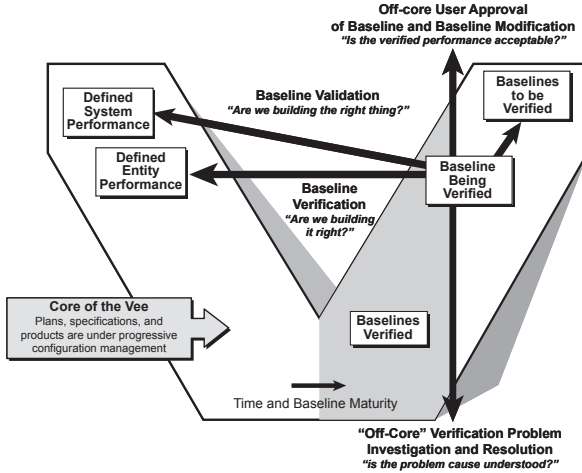 Off-core User Approval
of Baseline and Baseline Modification
“Is the verified performance acceptable?”
Baselines
to be
Verified
Defined
System
Performance
Baseline Validation
“Are we building the right thing?”
Defined
Entity
Performance
Baseline
Being
Verified
Baseline
Verification
“Are we building
it right?”
Core of the Vee
Plans, specifications, and
products are under progressive
configuration management
Baselines
Verified
Time and Baseline Maturity
“Off-Core” Verification Problem
Investigation and Resolution
“is the problem cause understood?”